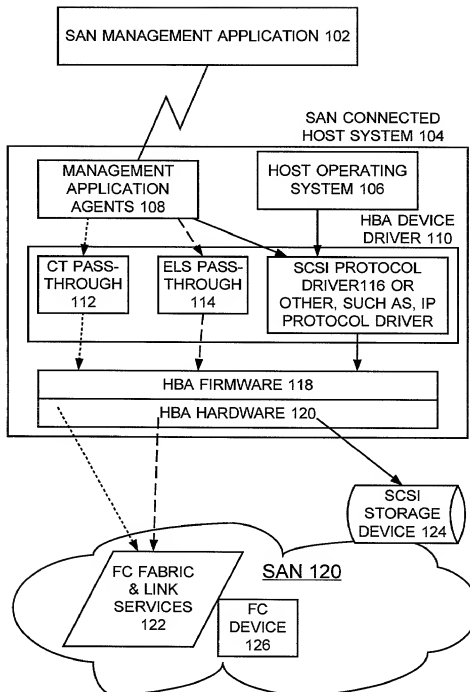 SAN MANAGEMENT APPLICATION 102
SAN CONNECTED
HOST SYSTEM 104
MANAGEMENT
APPLICATION
AGENTS 108
HOST OPERATING
SYSTEM 106
HBA DEVICE
DRIVER 110
CT PASS-
THROUGH
112
ELS PASS-
THROUGH
114
SCSI PROTOCOL
DRIVER116 OR
OTHER, SUCH AS, IP
PROTOCOL DRIVER
HBA FIRMWARE 118
HBA HARDWARE 120
SCSI
STORAGE
DEVICE 124
SAN 120
FC FABRIC
& LINK
SERVICES
122
FC
DEVICE
126